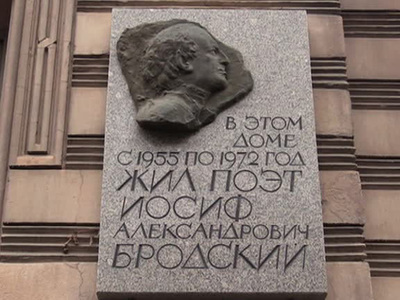 В ЭТОМ
ДОМЕ
С 1955 ПО 1972 ГОД
ЖИЛ ПОЭТ
ИОСИФ
АЛЕКСАНДРОВИЧ
БРОДСКИЙ